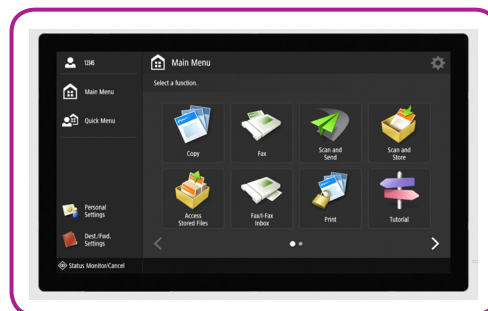 12345
Main Menu
Quick Menu
Personal
Settings
Dest./Fwd.
Settings
Status Monitor/Cancel
Main Menu
Select a function.
Copy
Fax
Scan and
Send
Scan and
Store
Access
Stored Files
Fax/I-Fax
Inbox
Print
Tutorial